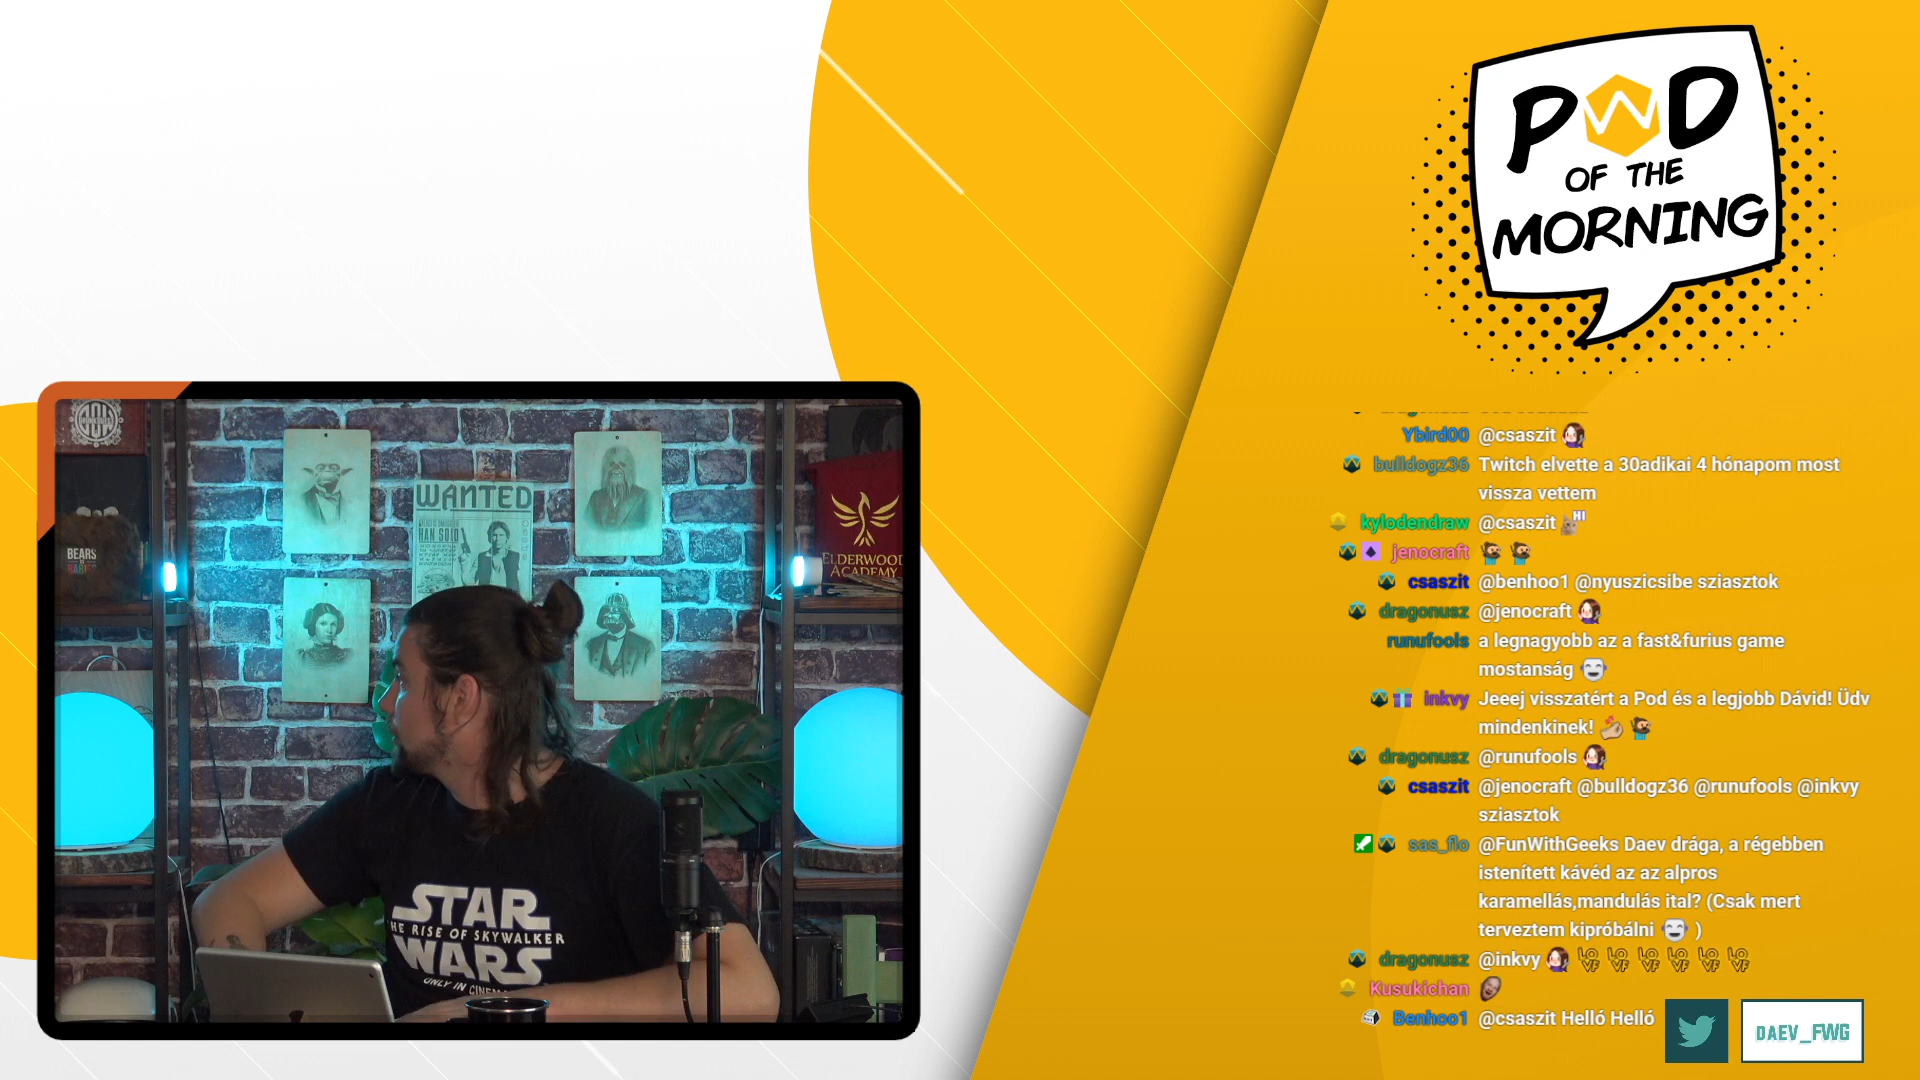 POD
OF THE
MORNING
Ybird00 @csaszit
bulldogz36 Twitch elvette a 30adikai 4 hónapom most
vissza vettem
kylodendraw @csaszit HI
jenocraft
csaszit @benhoo1 @nyuszicsibe sziasztok
dragonusz @jenocraft
runufools a legnagyobb az a fast&furius game
mostanság
inkvy Jeeej visszatért a Pod és a legjobb Dávid! Üdv
mindenkinek!
dragonusz @runufools
csaszit @jenocraft @bulldogz36 @runufools @inkvy
sziasztok
sas_flo @FunWithGeeks Daev drága, a régebben
istenített kávéd az az alpros
karamellás,mandulás ital? (Csak mert
terveztem kipróbálni )
dragonusz @inkvy
Kusukichan
Benhoo1 @csaszit Helló Helló
DAEV_FWG
WANTED
HAN SOLO
BEARS
ELDERWOOD
ACADEMY
STAR
THE RISE OF SKYWALKER
WARS
ONLY IN